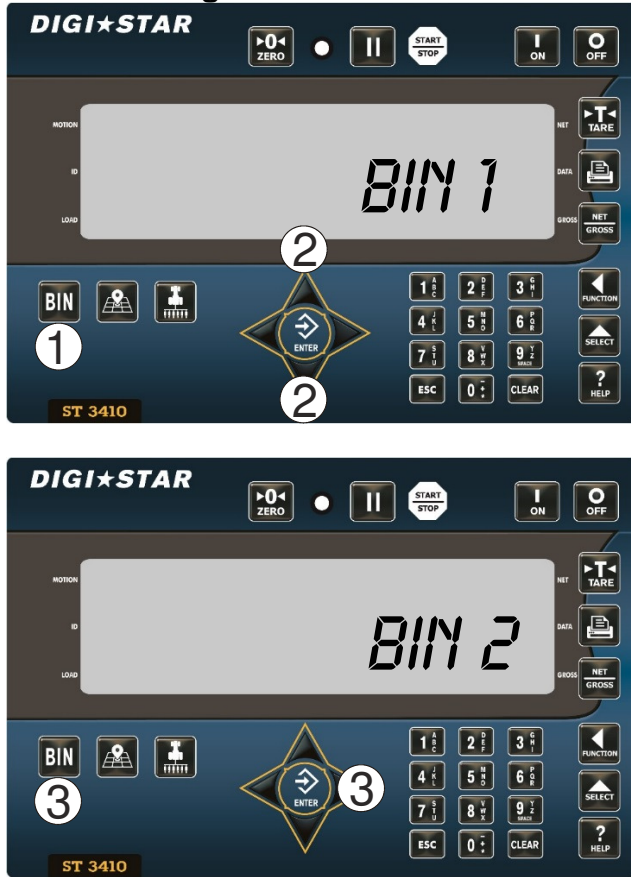 DIGI★STAR
▶0◀
ZERO
START
STOP
I
ON
O
OFF
MOTION
ID
LOAD
BIN 1
NET
DATA
GROSS
▶T◀
TARE
NET
GROSS
BIN
1
2
ENTER
2
1 A B C
2 D E F
3 G H I
4 J K L
5 M N O
6 P Q R
7 S T U
8 V W X
9 Y Z SPACE
ESC
0 - + .
CLEAR
FUNCTION
SELECT
?
HELP
ST 3410
DIGI★STAR
▶0◀
ZERO
START
STOP
I
ON
O
OFF
MOTION
ID
LOAD
BIN 2
NET
DATA
GROSS
▶T◀
TARE
NET
GROSS
BIN
3
ENTER
3
1 A B C
2 D E F
3 G H I
4 J K L
5 M N O
6 P Q R
7 S T U
8 V W X
9 Y Z SPACE
ESC
0 - + .
CLEAR
FUNCTION
SELECT
?
HELP
ST 3410